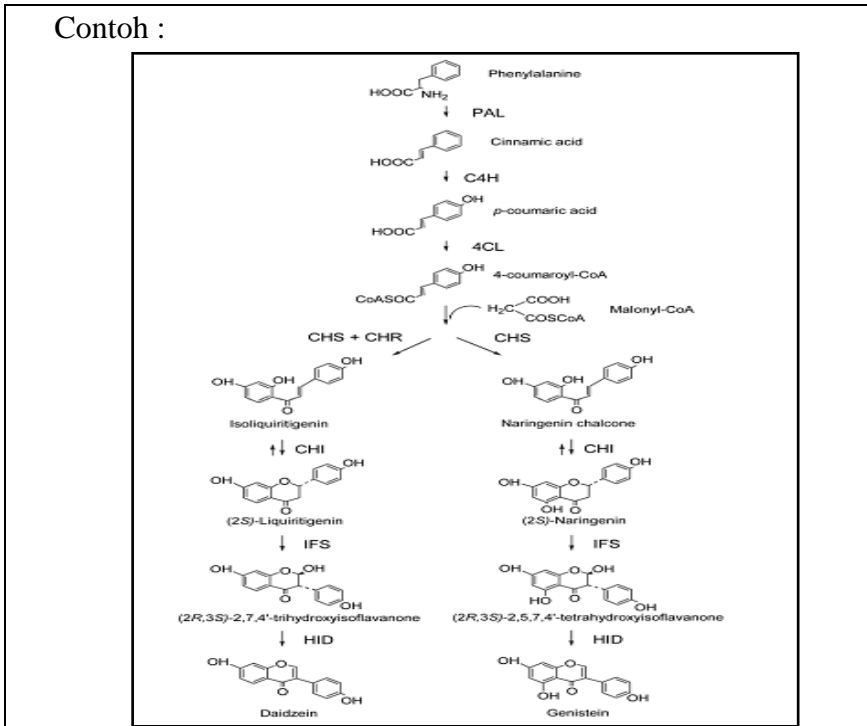 Contoh :
Phenylalanine
HOOC NH2
PAL
Cinnamic acid
HOOC
C4H
OH
p-coumaric acid
HOOC
4CL
OH
4-coumaroyl-CoA
CoASOC
H2C COOH
COSCoA
Malonyl-CoA
CHS + CHR CHS
OH OH OH O
Isoliquiritigenin
OH OH OH O
Naringenin chalcone
CHI CHI
OH O OH O
(2S)-Liquiritigenin
OH O OH OH O
(2S)-Naringenin
IFS IFS
OH O OH O OH
(2R,3S)-2,7,4'-trihydroxyisoflavanone
OH O OH HO O OH
(2R,3S)-2,5,7,4'-tetrahydroxyisoflavanone
HID HID
OH O O OH
Daidzein
OH O OH O OH
Genistein